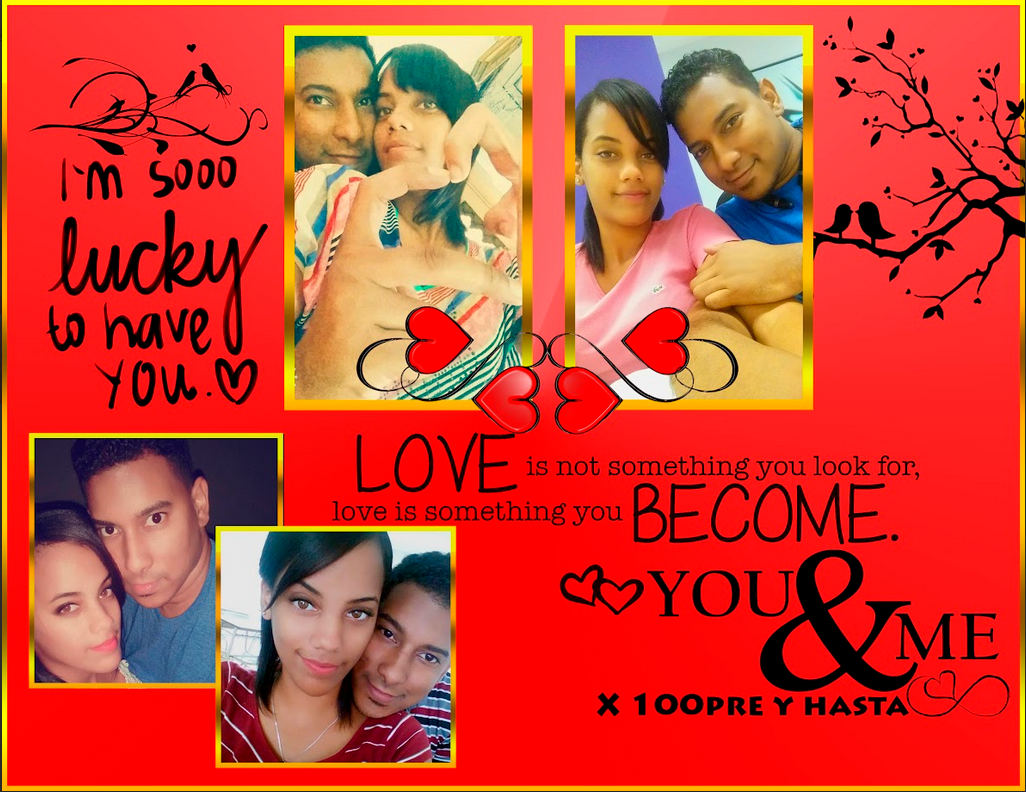 I'm sooo
lucky
to have
you.
LOVE is not something you look for,
love is something you BECOME.
YOU & ME
X 100PRE Y HASTA